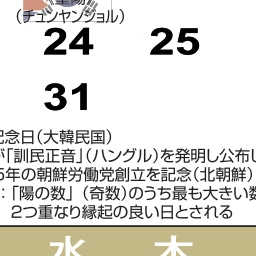 （チュンヤンジョル）
24 25
31
記念日（大韓民国）
が「訓民正音」（ハングル）を発明し公布し
5年の朝鮮労働党創立を記念（北朝鮮）
：「陽の数」（奇数）のうち最も大きい数
2つ重なり縁起の良い日とされる
水 木